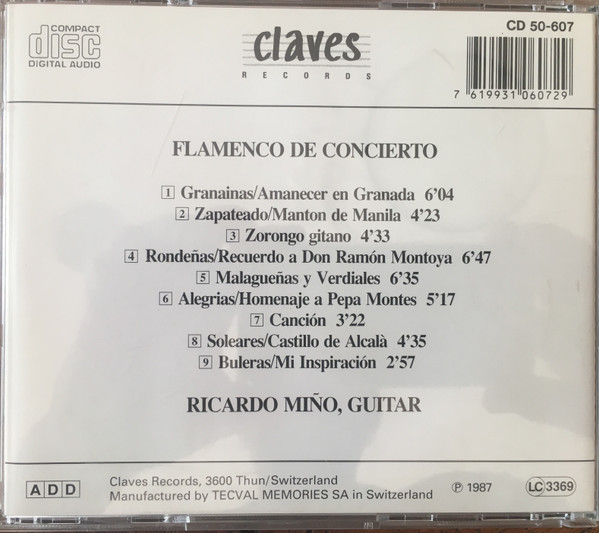 COMPACT
disc
DIGITAL AUDIO
claves
RECORDS
CD 50-607
7 619931 060729
FLAMENCO DE CONCIERTO
1 Granainas/Amanecer en Granada 6'04
2 Zapateado/Manton de Manila 4'23
3 Zorongo gitano 4'33
4 Rondeñas/Recuerdo a Don Ramón Montoya 6'47
5 Malagueñas y Verdiales 6'35
6 Alegrias/Homenaje a Pepa Montes 5'17
7 Canción 3'22
8 Soleares/Castillo de Alcalà 4'35
9 Buleras/Mi Inspiración 2'57
RICARDO MIÑO, GUITAR
ADD
Claves Records, 3600 Thun/Switzerland
Manufactured by TECVAL MEMORIES SA in Switzerland
℗ 1987
LC 3369